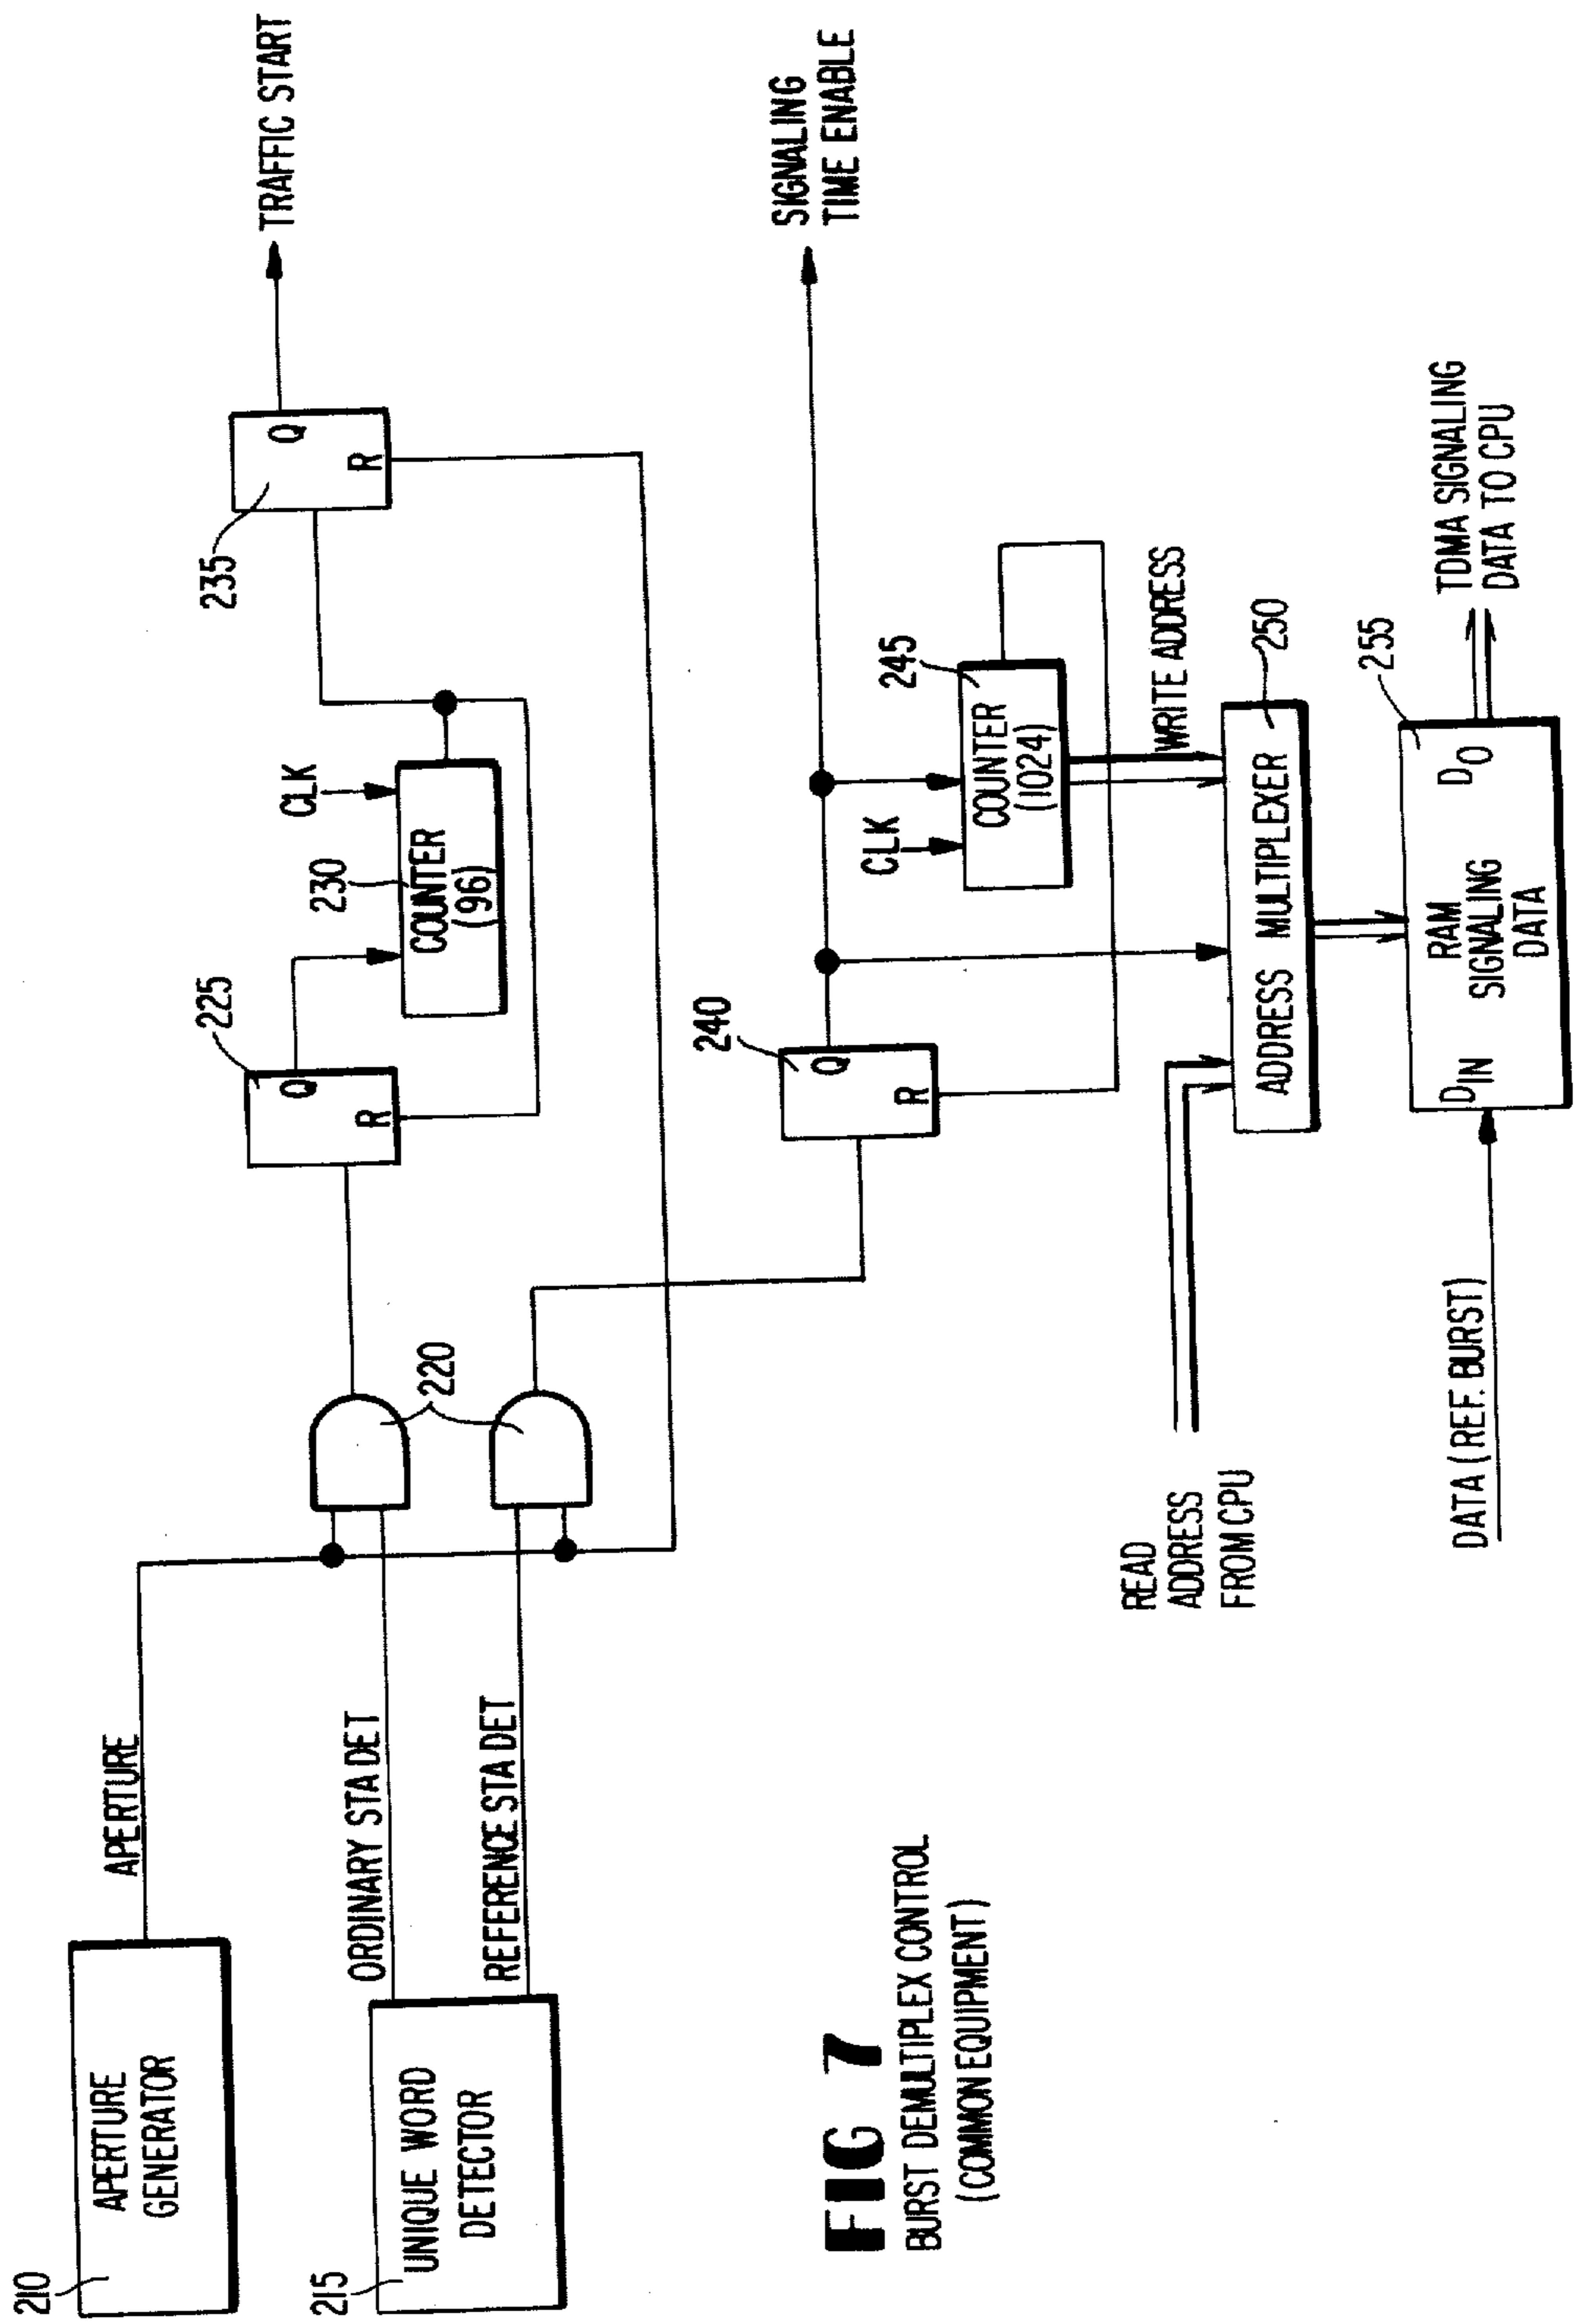 210
APERTURE
GENERATOR
APERTURE
215
UNIQUE WORD
DETECTOR
ORDINARY STA DET
REFERENCE STA DET
220
225
Q
R
230
COUNTER
(96)
CLK
235
Q
R
TRAFFIC START
240
Q
R
SIGNALING
TIME ENABLE
CLK
245
COUNTER
(1024)
WRITE ADDRESS
READ
ADDRESS
FROM CPU
ADDRESS MULTIPLEXER
250
DATA (REF. BURST)
255
DIN
RAM
SIGNALING
DATA
DO
TDMA SIGNALING
DATA TO CPU
FIG 7
BURST DEMULTIPLEX CONTROL
(COMMON EQUIPMENT)